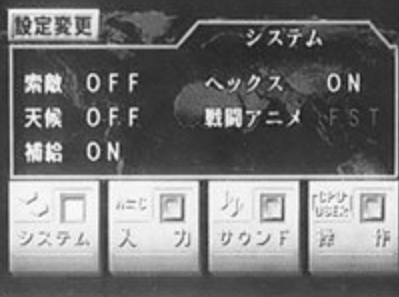 設定変更
システム
索敵 OFF ヘックス ON
天候 OFF 戦闘アニメ FST
補給 ON
CPU
USER
システム 入力 サウンド 操作